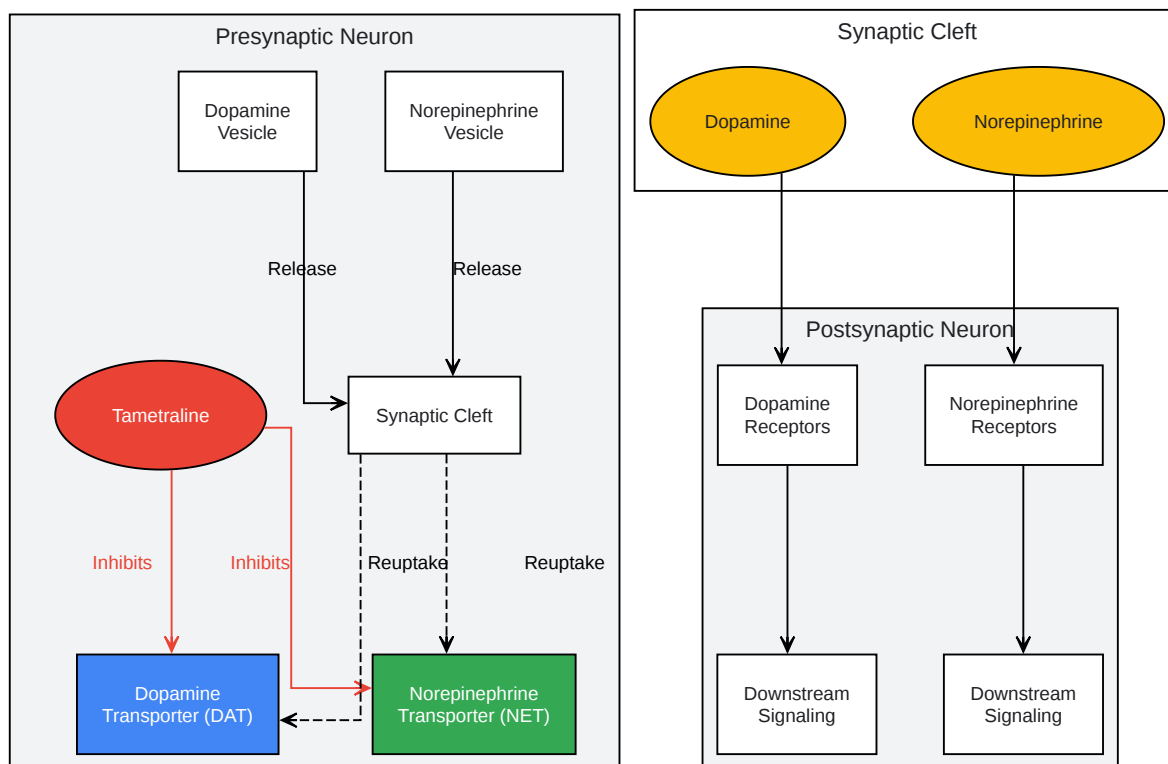 Presynaptic Neuron
Dopamine
Vesicle
Norepinephrine
Vesicle
Release
Release
Tametraline
Synaptic Cleft
Inhibits
Inhibits
Reuptake
Reuptake
Dopamine
Transporter (DAT)
Norepinephrine
Transporter (NET)
Synaptic Cleft
Dopamine
Norepinephrine
Postsynaptic Neuron
Dopamine
Receptors
Norepinephrine
Receptors
Downstream
Signaling
Downstream
Signaling